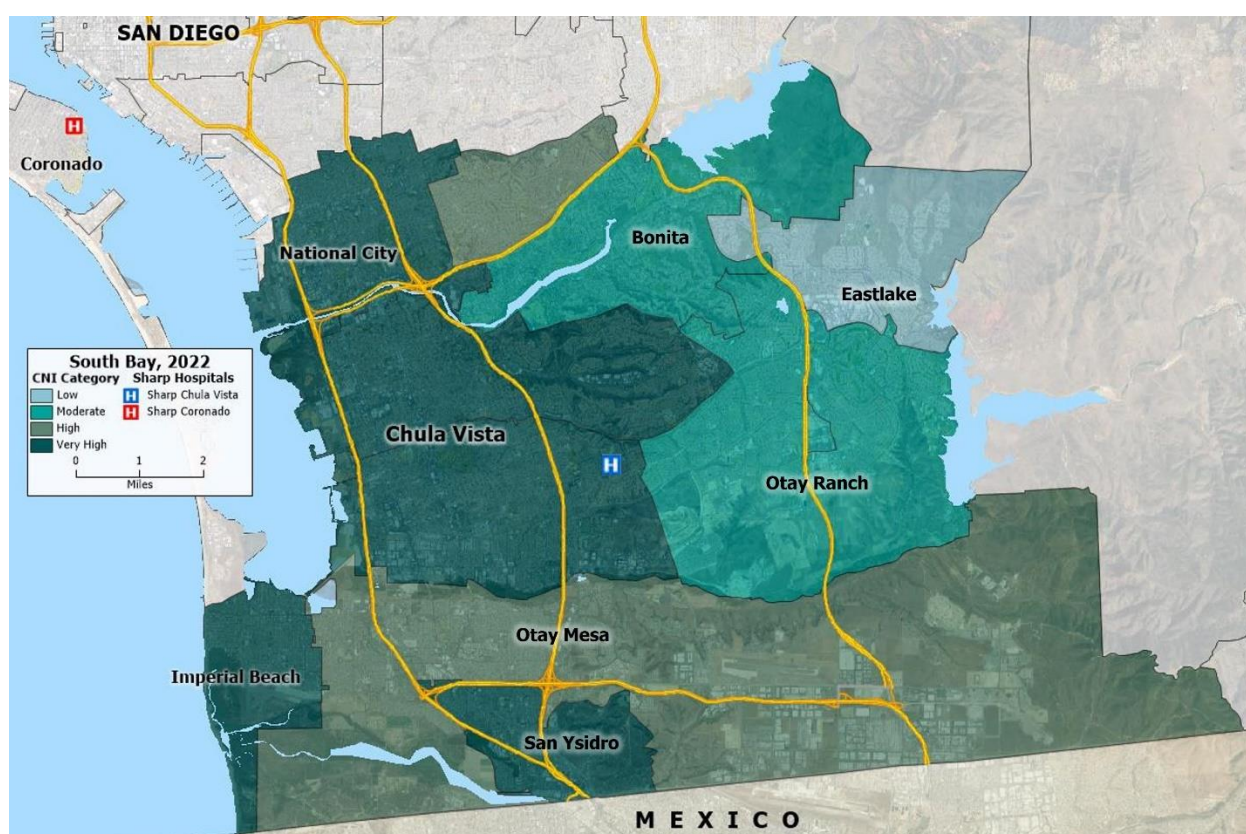 SAN DIEGO
H
Coronado
National City
Bonita
Eastlake
South Bay, 2022
CNI Category Sharp Hospitals
Low H Sharp Chula Vista
Moderate H Sharp Coronado
High
Very High
0 1 2
Miles
Chula Vista
H
Otay Ranch
Otay Mesa
Imperial Beach
San Ysidro
MEXICO